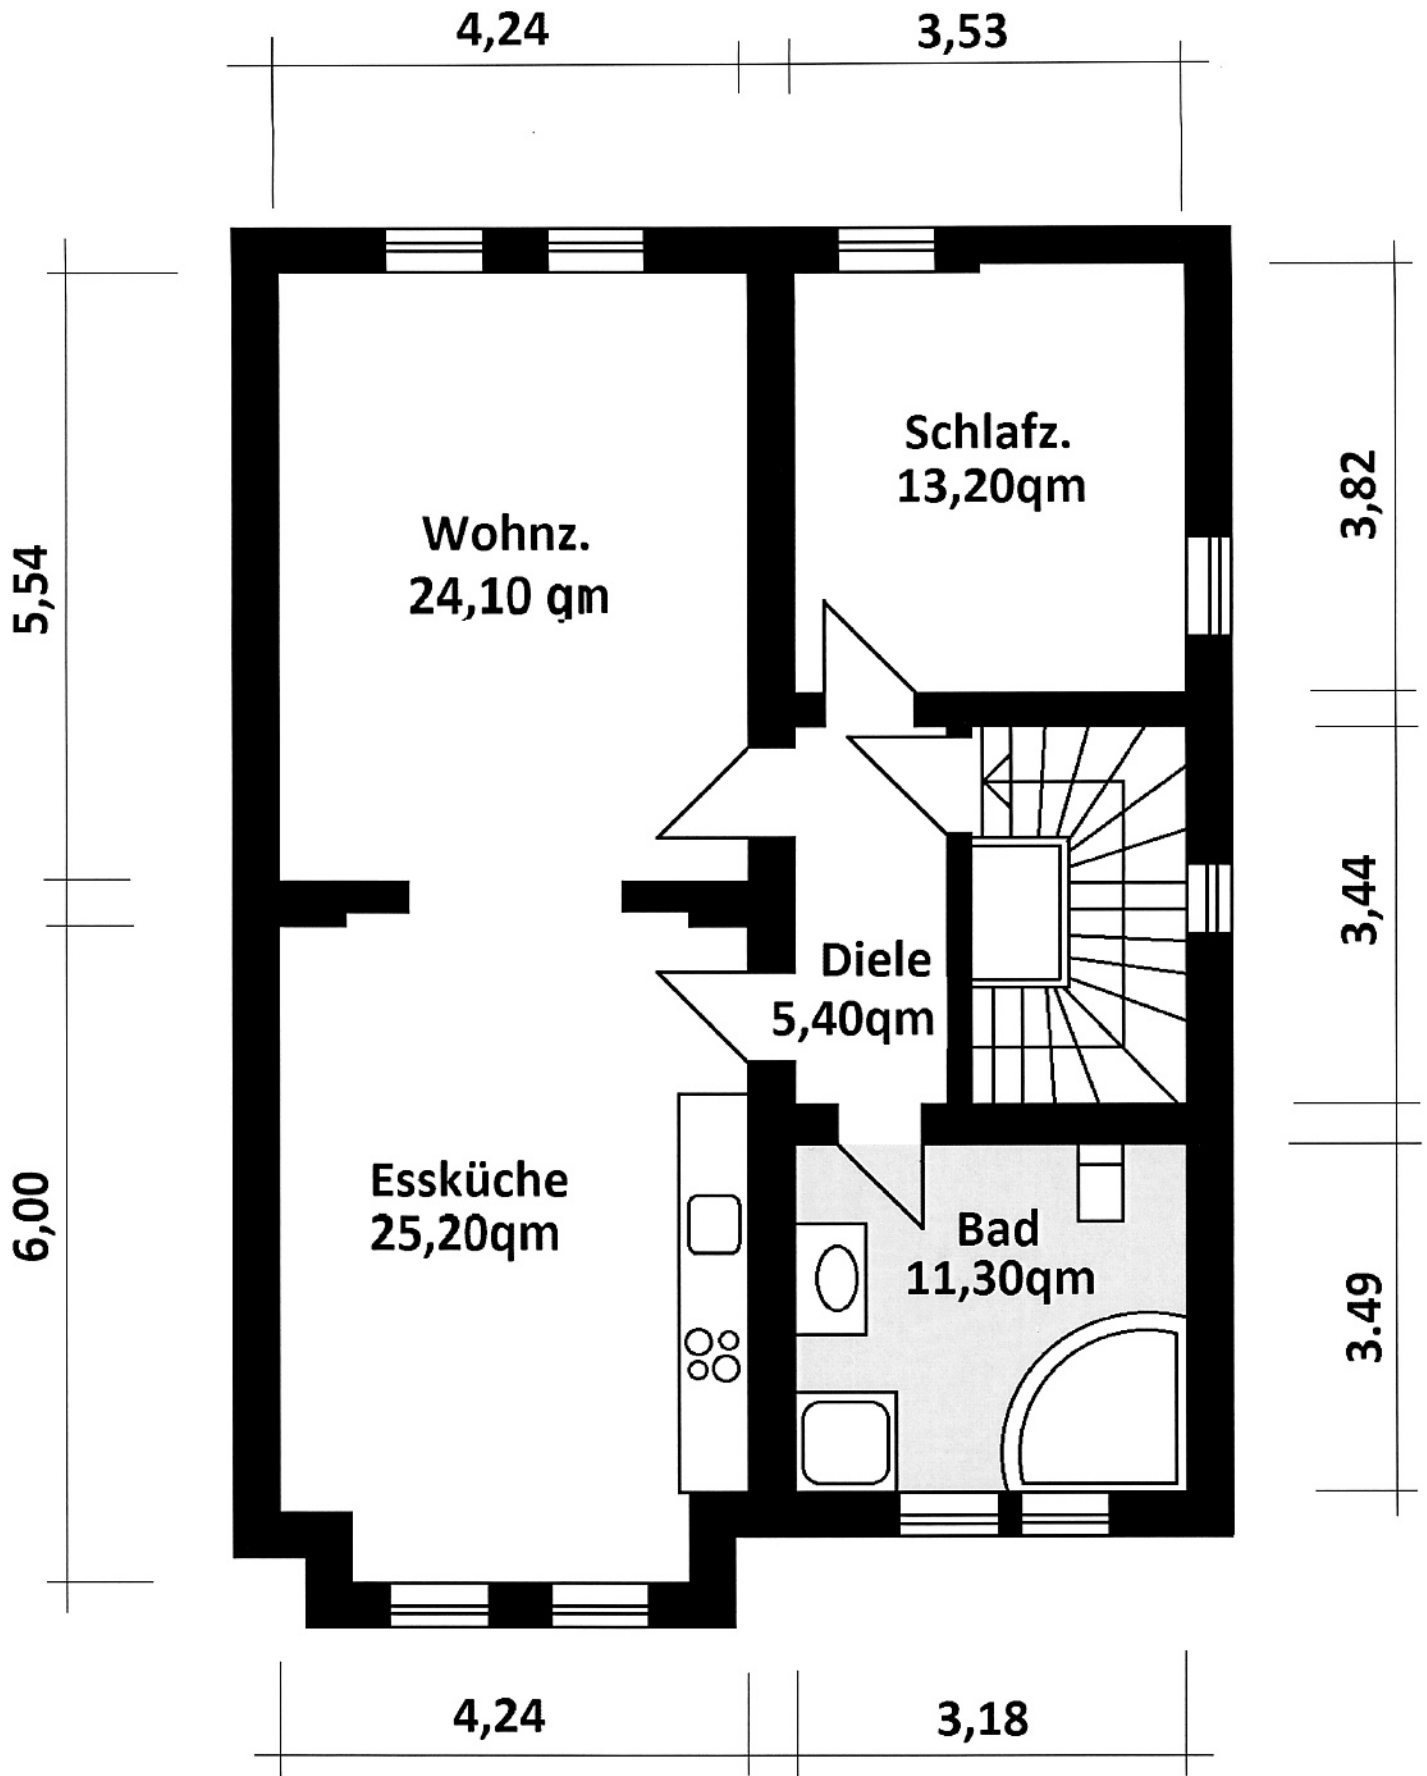 4,24
3,53
5,54
Wohnz.
24,10 qm
Schlafz.
13,20qm
3,82
3,44
Diele
5,40qm
6,00
Essküche
25,20qm
Bad
11,30qm
3.49
4,24
3,18